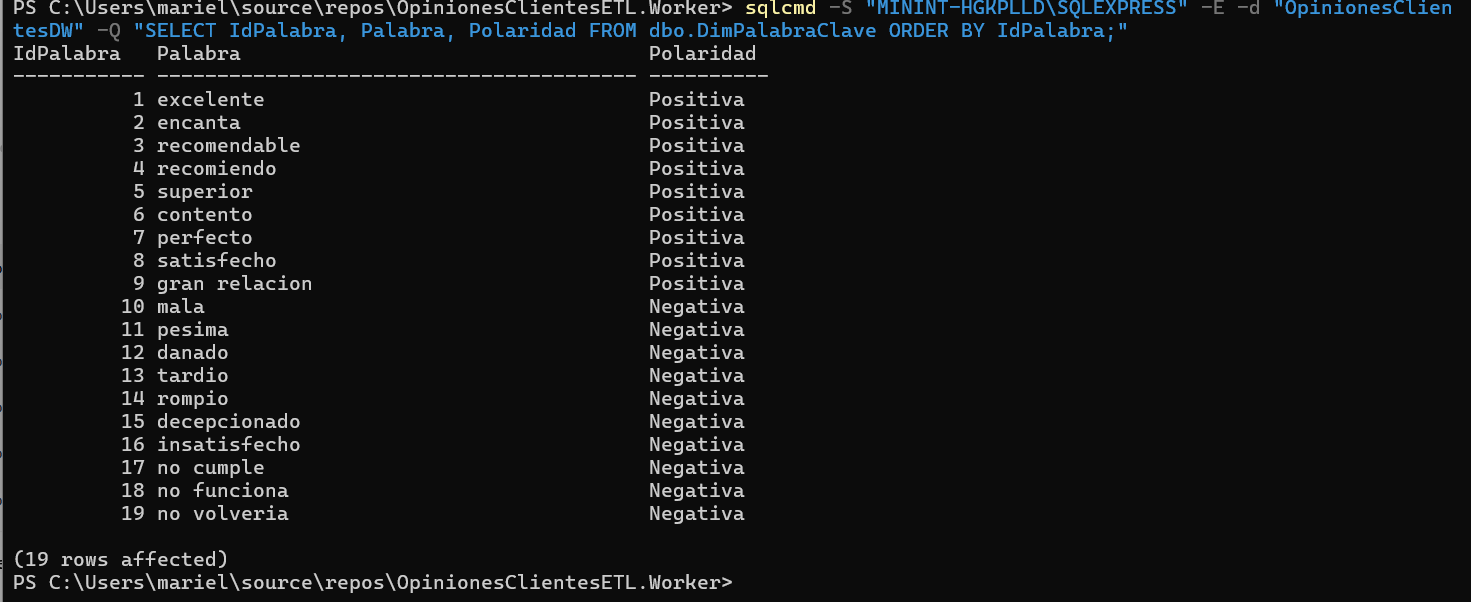 PS C:\Users\mariel\source\repos\OpinionesClientesETL.Worker> sqlcmd -S "MININT-HGKPLLD\SQLEXPRESS" -E -d "OpinionesClien
tesDW" -Q "SELECT IdPalabra, Palabra, Polaridad FROM dbo.DimPalabraClave ORDER BY IdPalabra;"
IdPalabra   Palabra                                  Polaridad
----------- ---------------------------------------- ----------
          1 excelente                                Positiva
          2 encanta                                  Positiva
          3 recomendable                             Positiva
          4 recomiendo                               Positiva
          5 superior                                 Positiva
          6 contento                                 Positiva
          7 perfecto                                 Positiva
          8 satisfecho                               Positiva
          9 gran relacion                            Positiva
         10 mala                                     Negativa
         11 pesima                                   Negativa
         12 danado                                   Negativa
         13 tardio                                   Negativa
         14 rompio                                   Negativa
         15 decepcionado                             Negativa
         16 insatisfecho                             Negativa
         17 no cumple                                Negativa
         18 no funciona                              Negativa
         19 no volveria                              Negativa

(19 rows affected)
PS C:\Users\mariel\source\repos\OpinionesClientesETL.Worker>